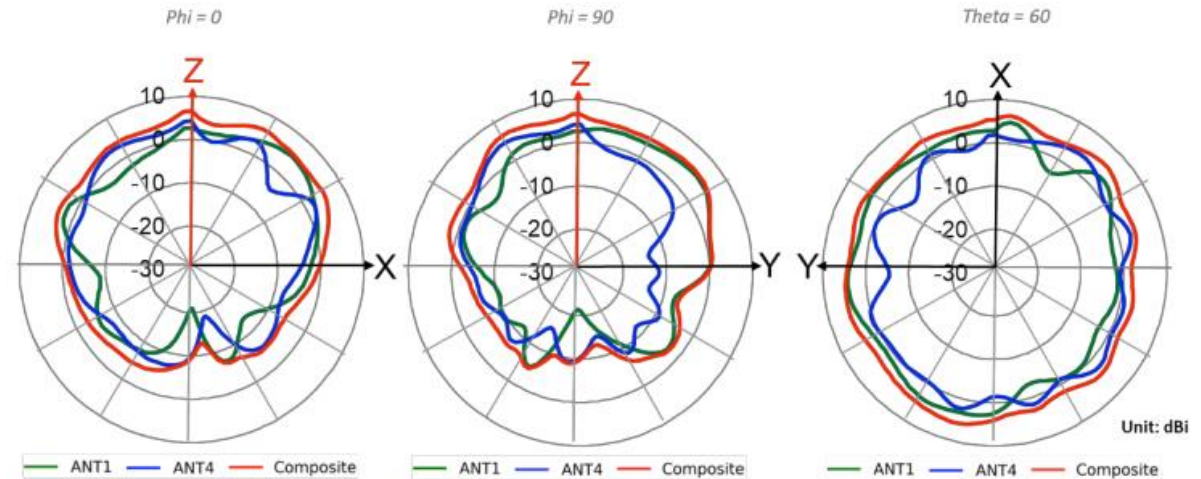 Phi = 0
Phi = 90
Theta = 60
Z
10
0
-10
-20
-30
X
ANT1 ANT4 Composite
Z
10
0
-10
-20
-30
Y
ANT1 ANT4 Composite
X
10
0
-10
-20
-30
Y
Unit: dBi
ANT1 ANT4 Composite